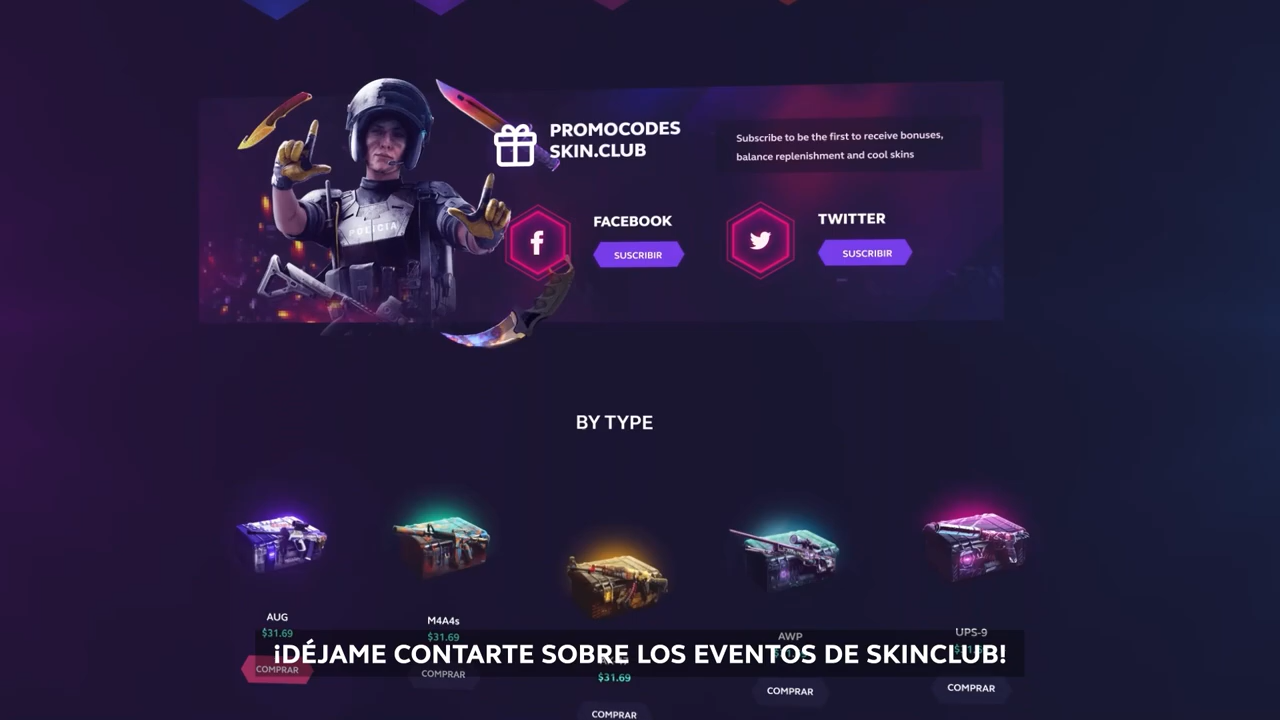 PROMOCODES
SKIN.CLUB
Subscribe to be the first to receive bonuses,
balance replenishment and cool skins
POLICIA
FACEBOOK
SUSCRIBIR
TWITTER
SUSCRIBIR
BY TYPE
AUG
$31.69
COMPRAR
M4A4s
$31.69
COMPRAR
$31.69
COMPRAR
AWP
COMPRAR
UPS-9
COMPRAR
¡DÉJAME CONTARTE SOBRE LOS EVENTOS DE SKINCLUB!